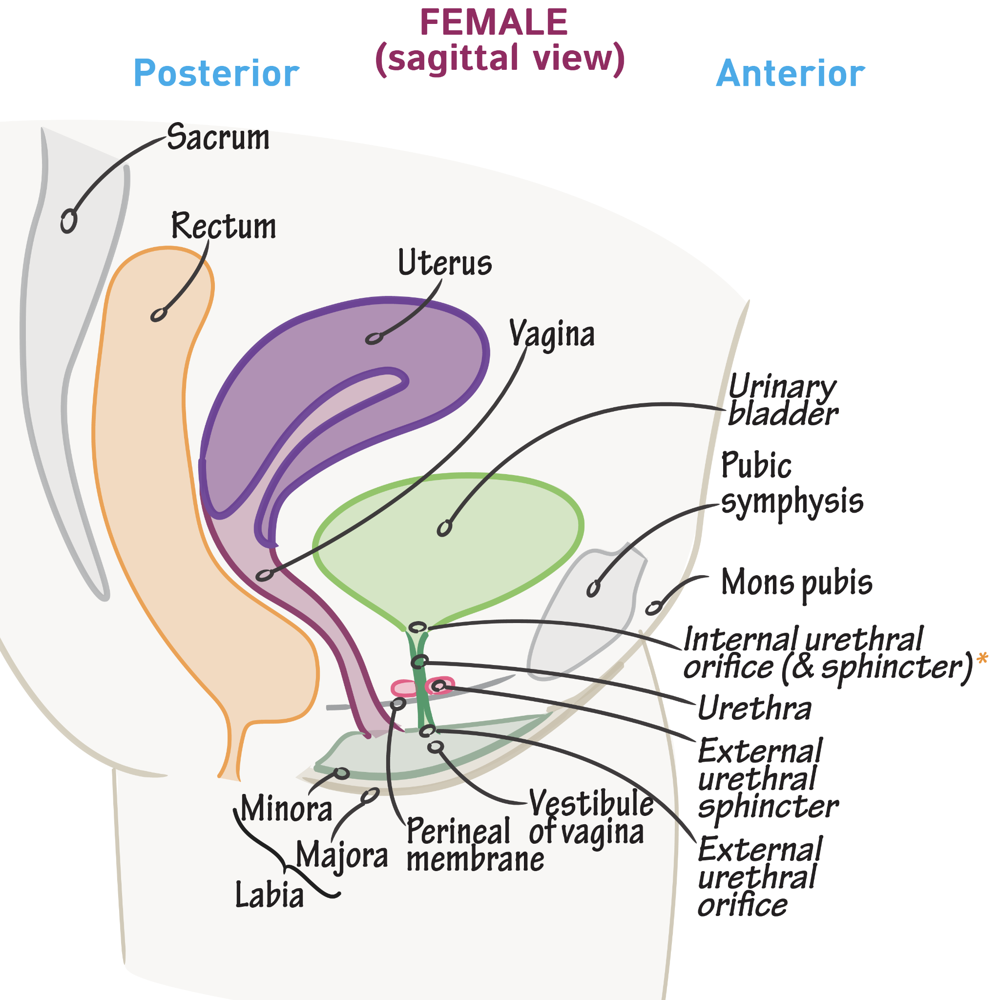 FEMALE
(sagittal view)
Posterior
Anterior
Sacrum
Rectum
Uterus
Vagina
Urinary
bladder
Pubic
symphysis
Mons pubis
Internal urethral
orifice (& sphincter)*
Urethra
External
urethral
sphincter
External
urethral
orifice
Vestibule
of vagina
Perineal
membrane
Minora
Majora
Labia